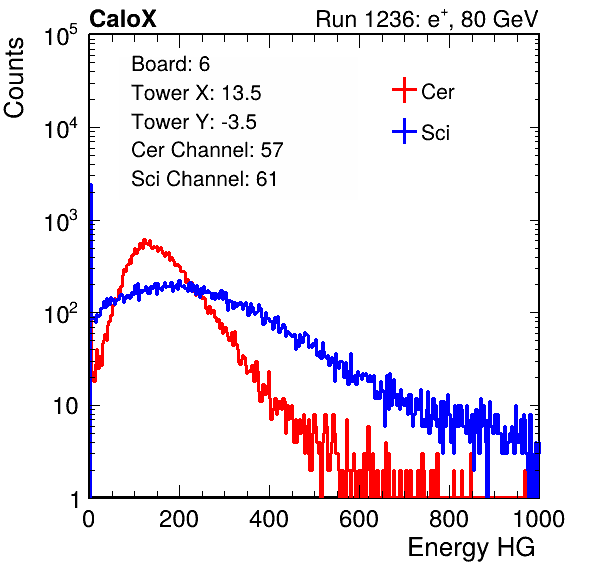 CaloX Run 1236: e⁺, 80 GeV
Board: 6
Tower X: 13.5
Tower Y: -3.5
Cer Channel: 57
Sci Channel: 61
Cer
Sci
Counts
10⁵
10⁴
10³
10²
10
1
0 200 400 600 800 1000
Energy HG